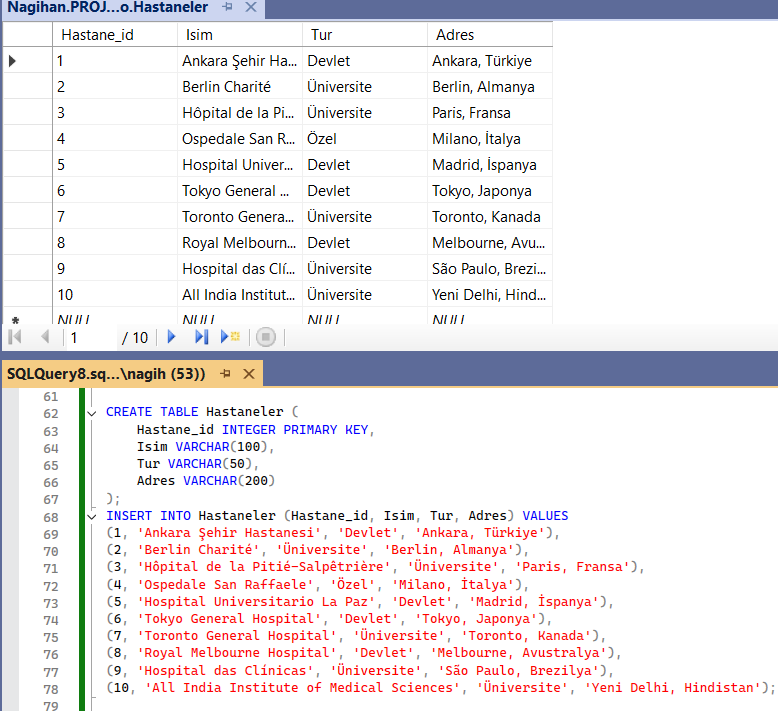 Nagihan.PROJ...o.Hastaneler
Hastane_id Isim Tur Adres
1 Ankara Şehir Ha... Devlet Ankara, Türkiye
2 Berlin Charité Üniversite Berlin, Almanya
3 Hôpital de la Pi... Üniversite Paris, Fransa
4 Ospedale San R... Özel Milano, İtalya
5 Hospital Univer... Devlet Madrid, İspanya
6 Tokyo General ... Devlet Tokyo, Japonya
7 Toronto Genera... Üniversite Toronto, Kanada
8 Royal Melbourn... Devlet Melbourne, Avu...
9 Hospital das Clí... Üniversite São Paulo, Brezi...
10 All India Institut... Üniversite Yeni Delhi, Hind...
* NULL NULL NULL NULL
1 / 10
SQLQuery8.sq...\nagih (53))
61
62 CREATE TABLE Hastaneler (
63 Hastane_id INTEGER PRIMARY KEY,
64 Isim VARCHAR(100),
65 Tur VARCHAR(50),
66 Adres VARCHAR(200)
67 );
68 INSERT INTO Hastaneler (Hastane_id, Isim, Tur, Adres) VALUES
69 (1, 'Ankara Şehir Hastanesi', 'Devlet', 'Ankara, Türkiye'),
70 (2, 'Berlin Charité', 'Üniversite', 'Berlin, Almanya'),
71 (3, 'Hôpital de la Pitié-Salpêtrière', 'Üniversite', 'Paris, Fransa'),
72 (4, 'Ospedale San Raffaele', 'Özel', 'Milano, İtalya'),
73 (5, 'Hospital Universitario La Paz', 'Devlet', 'Madrid, İspanya'),
74 (6, 'Tokyo General Hospital', 'Devlet', 'Tokyo, Japonya'),
75 (7, 'Toronto General Hospital', 'Üniversite', 'Toronto, Kanada'),
76 (8, 'Royal Melbourne Hospital', 'Devlet', 'Melbourne, Avustralya'),
77 (9, 'Hospital das Clínicas', 'Üniversite', 'São Paulo, Brezilya'),
78 (10, 'All India Institute of Medical Sciences', 'Üniversite', 'Yeni Delhi, Hindistan');
79